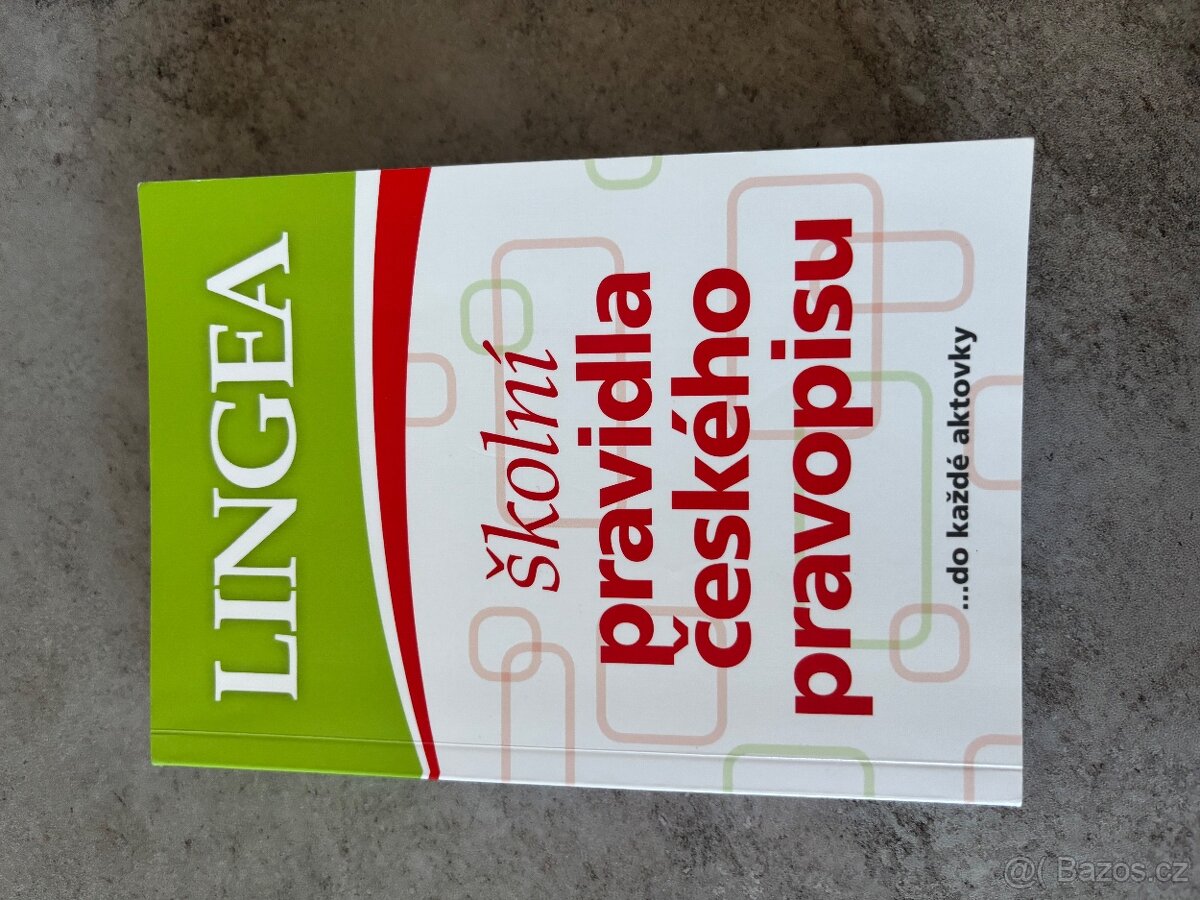 LINGEA
školní
pravidla
českého
pravopisu
...do každé aktovky
@( Bazos.cz